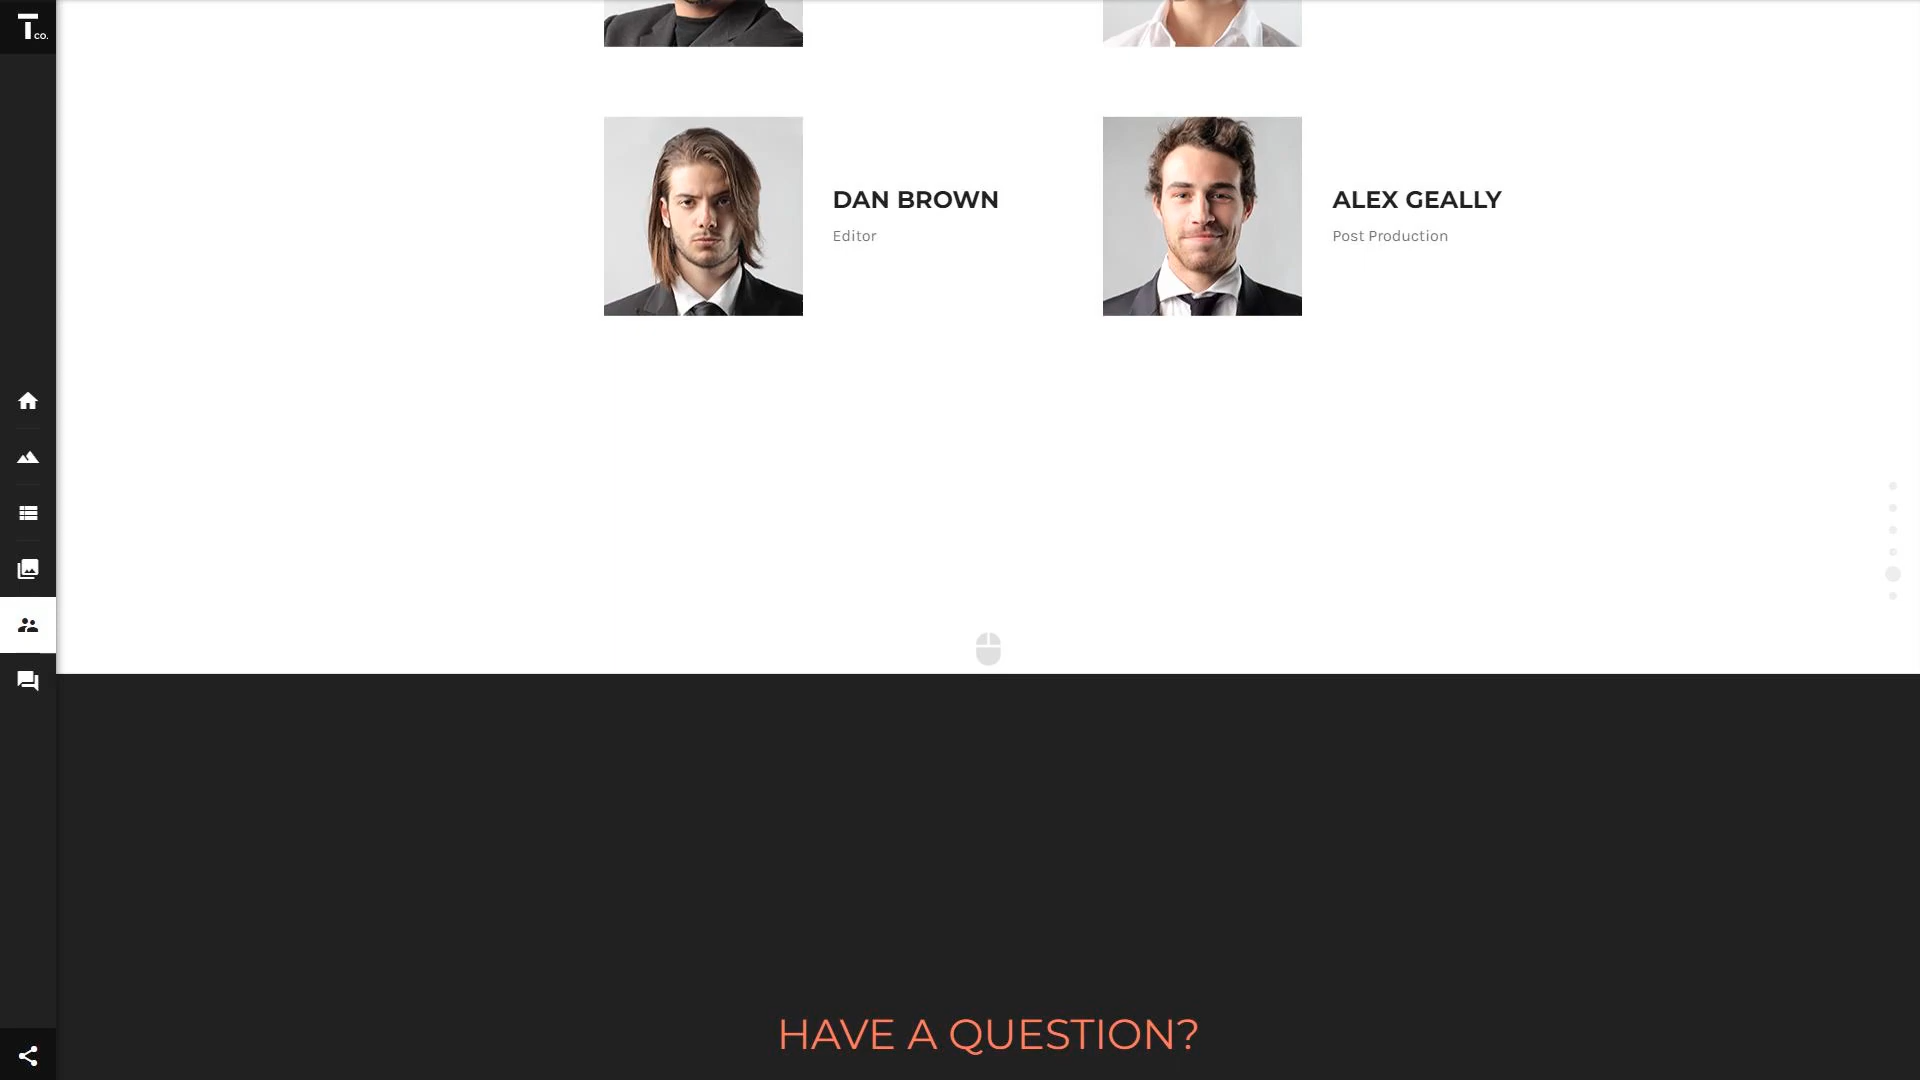 T co.
DAN BROWN
Editor
ALEX GEALLY
Post Production
HAVE A QUESTION?